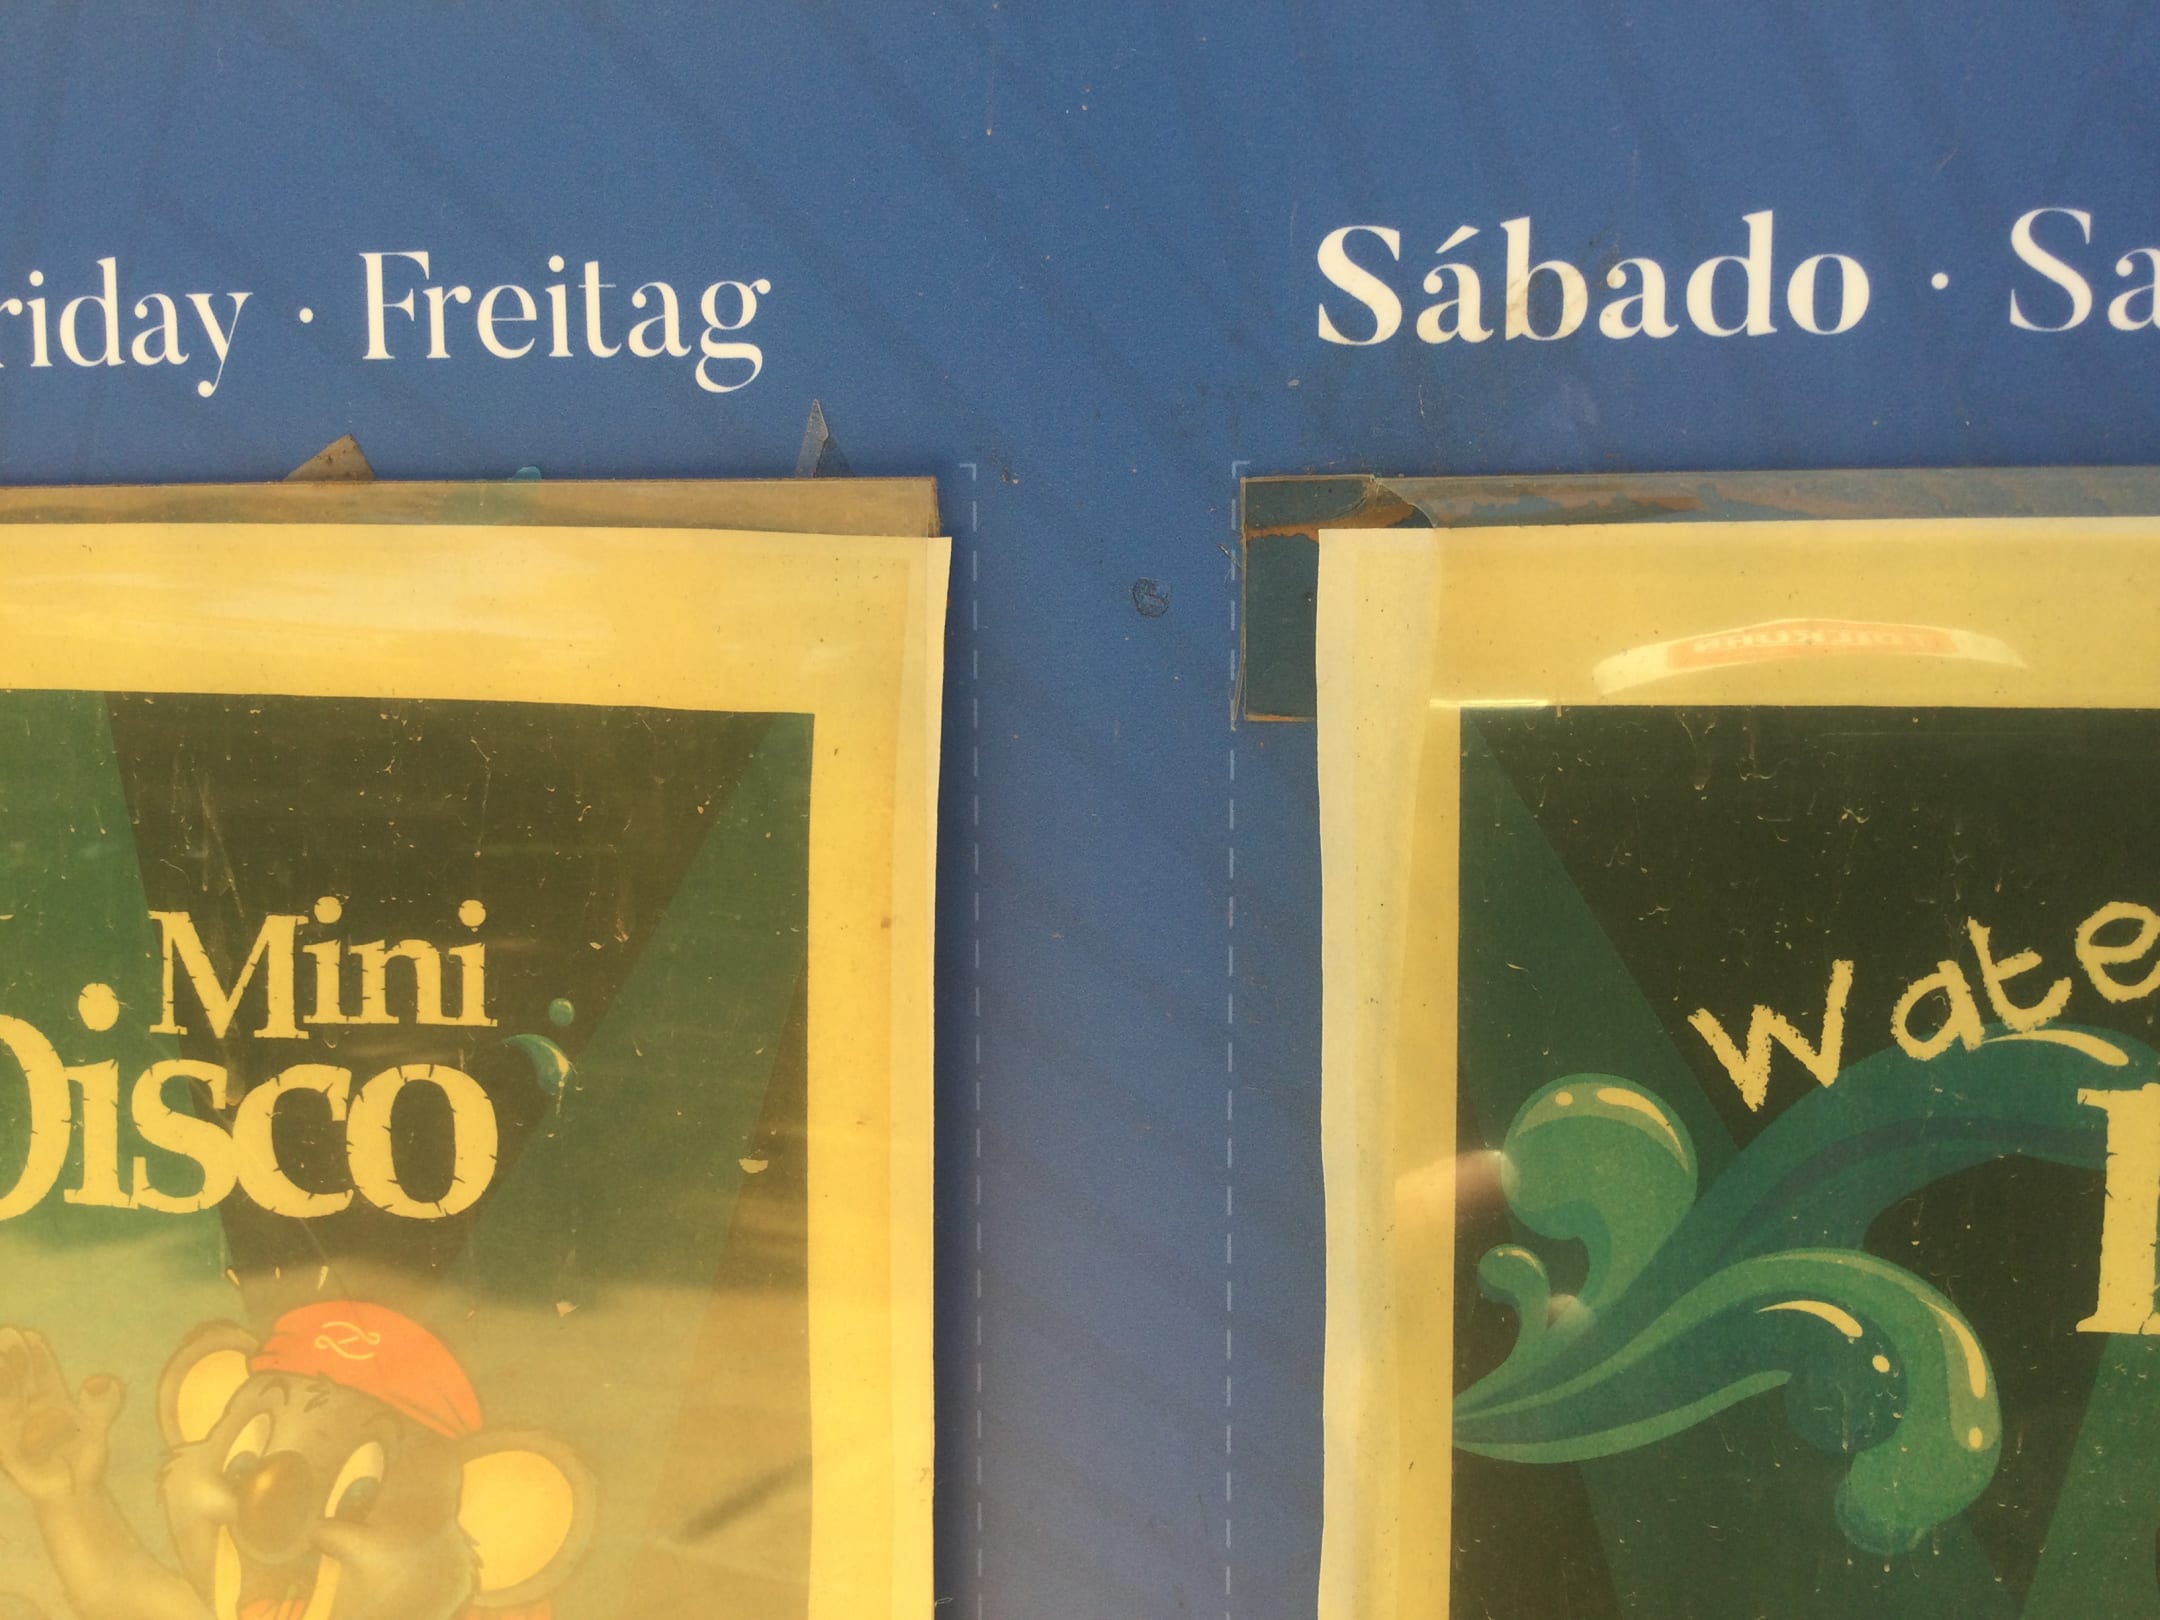 riday · Freitag
Sábado · Sa
Mini
Disco
Wate